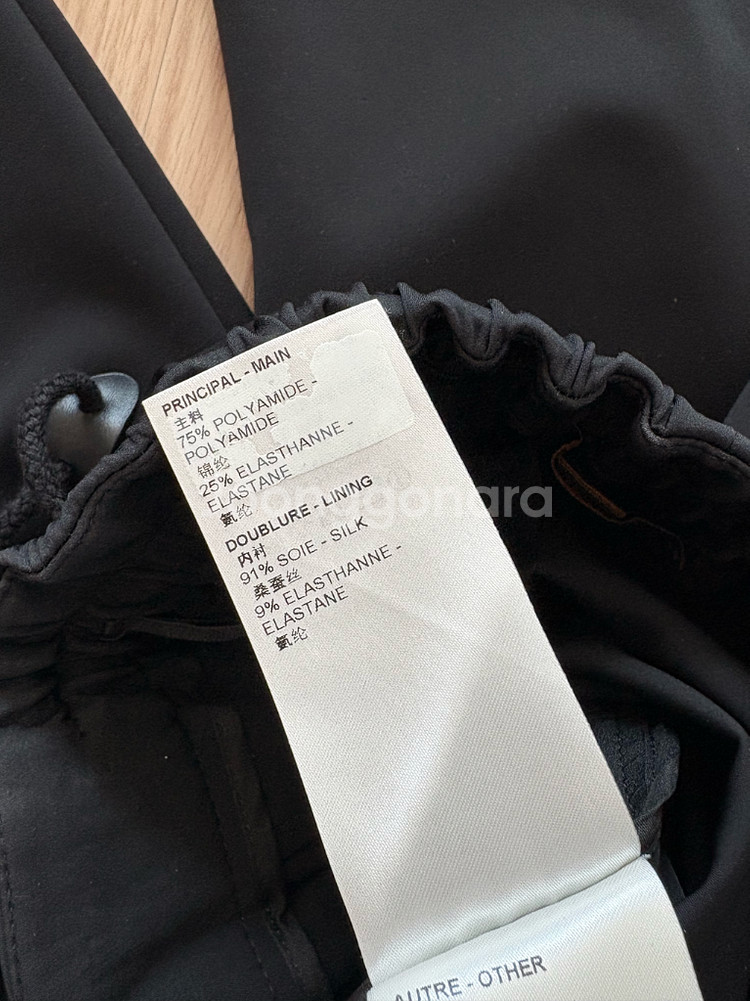 PRINCIPAL - MAIN
主料
75% POLYAMIDE -
POLYAMIDE
锦纶
25% ELASTHANNE -
ELASTANE
氨纶
DOUBLURE - LINING
内衬
91% SOIE - SILK
桑蚕丝
9% ELASTHANNE -
ELASTANE
氨纶
joonggonara
AUTRE - OTHER